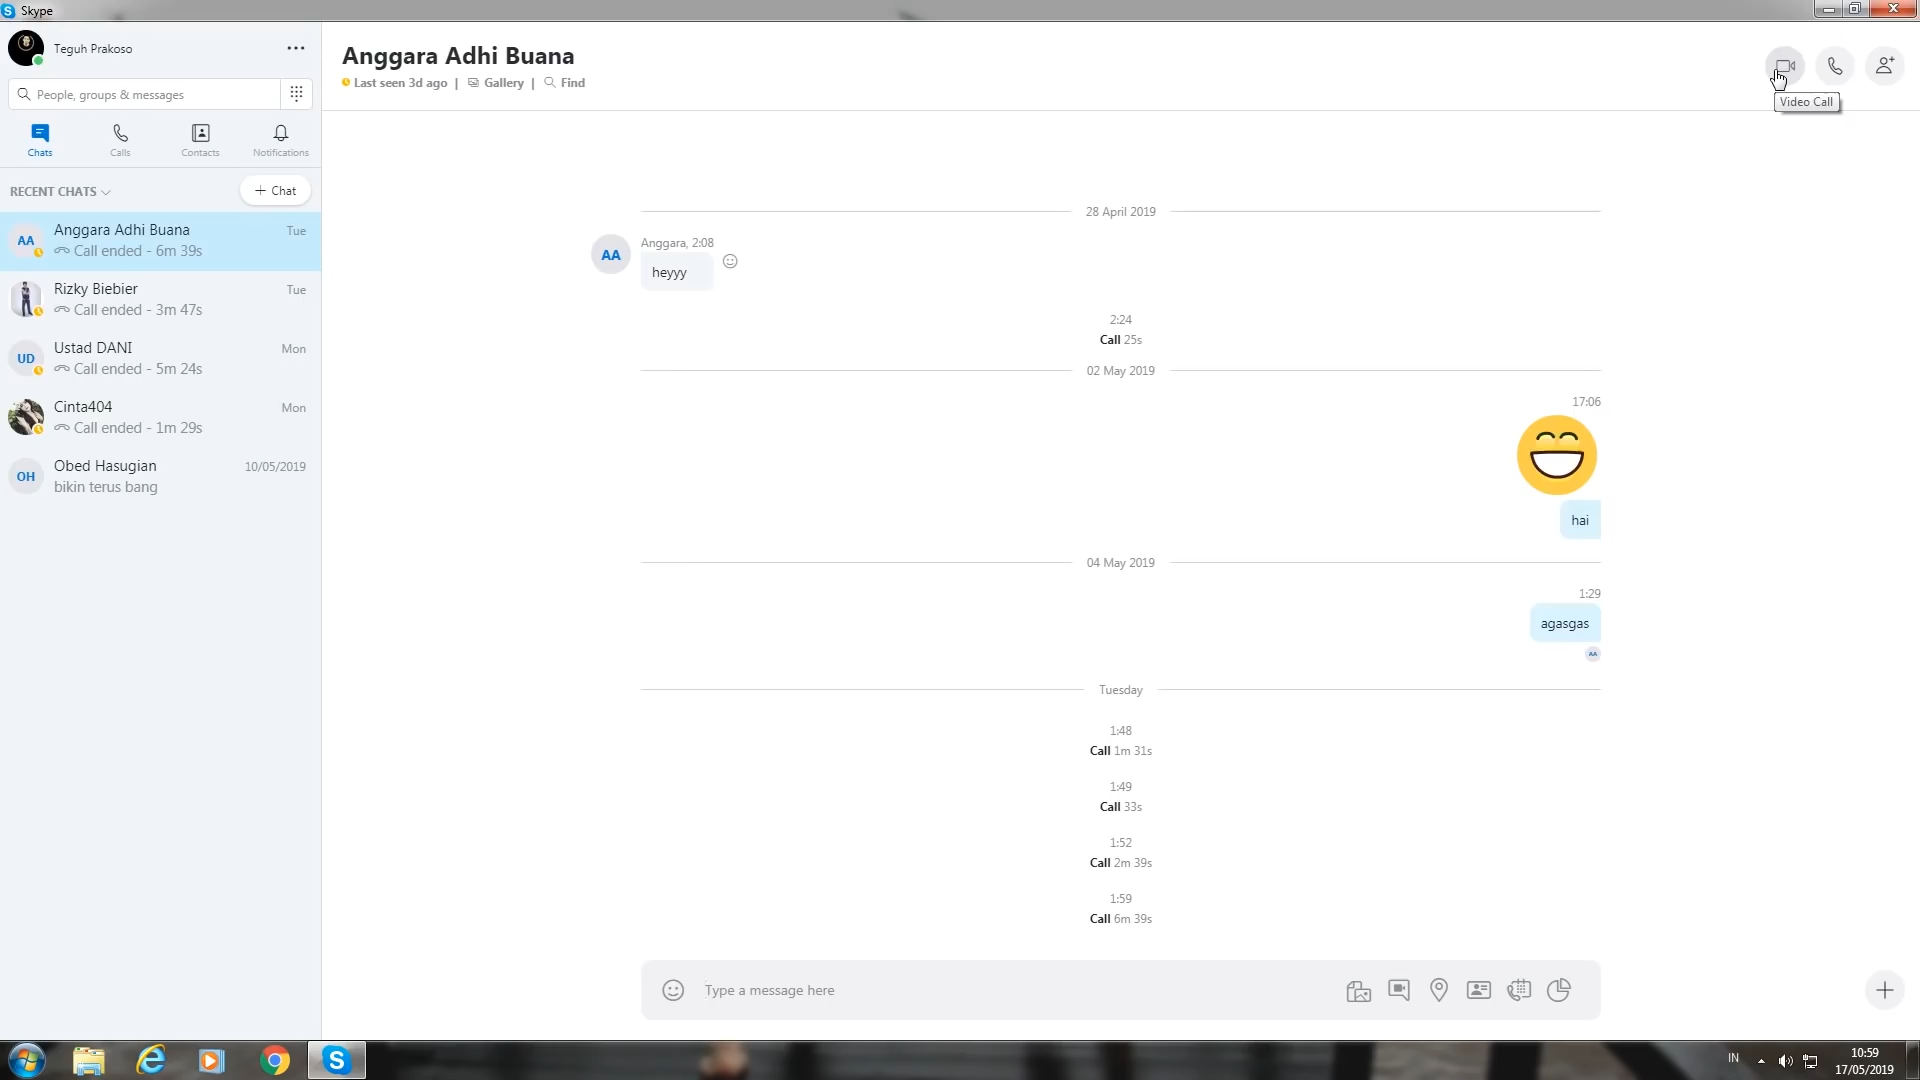 Skype
Teguh Prakoso
People, groups & messages
Chats
Calls
Contacts
Notifications
RECENT CHATS
+ Chat
AA
Anggara Adhi Buana
Tue
Call ended - 6m 39s
Rizky Biebier
Tue
Call ended - 3m 47s
UD
Ustad DANI
Mon
Call ended - 5m 24s
Cinta404
Mon
Call ended - 1m 29s
OH
Obed Hasugian
10/05/2019
bikin terus bang
Anggara Adhi Buana
Last seen 3d ago | Gallery | Find
Video Call
28 April 2019
AA
Anggara, 2:08
heyyy
2:24
Call 25s
02 May 2019
17:06
hai
04 May 2019
1:29
agasgas
AA
Tuesday
1:48
Call 1m 31s
1:49
Call 33s
1:52
Call 2m 39s
1:59
Call 6m 39s
Type a message here
IN
10:59
17/05/2019